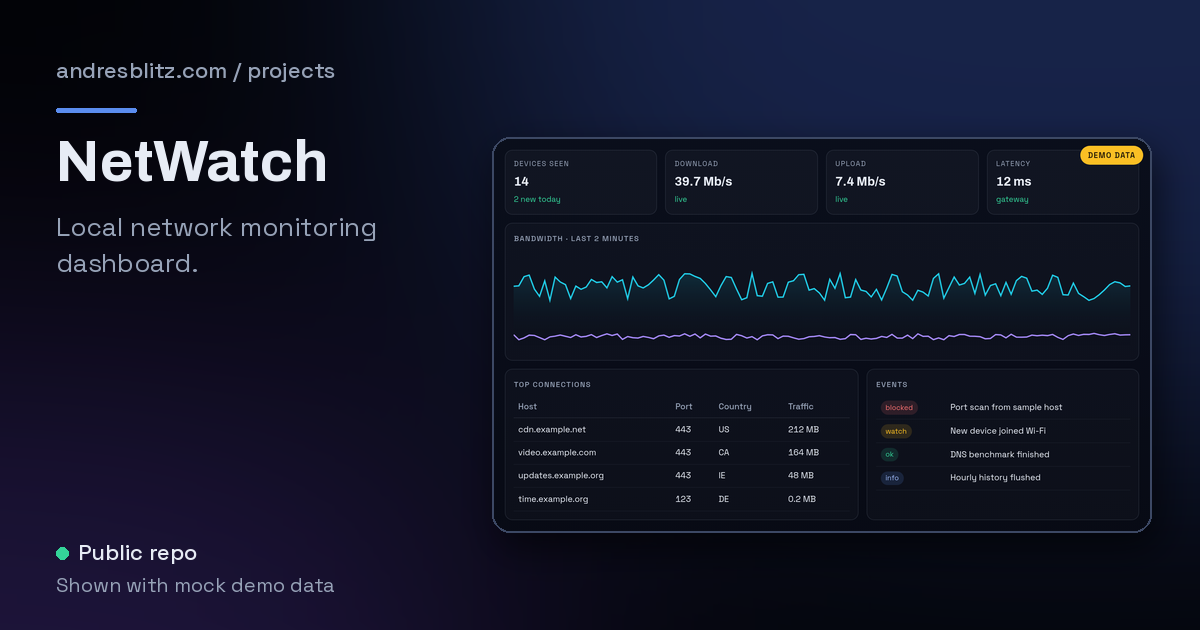 andresblitz.com / projects
NetWatch
Local network monitoring
dashboard.
Public repo
Shown with mock demo data
DEMO DATA
DEVICES SEEN
14
2 new today
DOWNLOAD
39.7 Mb/s
live
UPLOAD
7.4 Mb/s
live
LATENCY
12 ms
gateway
BANDWIDTH · LAST 2 MINUTES
TOP CONNECTIONS
Host Port Country Traffic
cdn.example.net 443 US 212 MB
video.example.com 443 CA 164 MB
updates.example.org 443 IE 48 MB
time.example.org 123 DE 0.2 MB
EVENTS
blocked Port scan from sample host
watch New device joined Wi-Fi
ok DNS benchmark finished
info Hourly history flushed